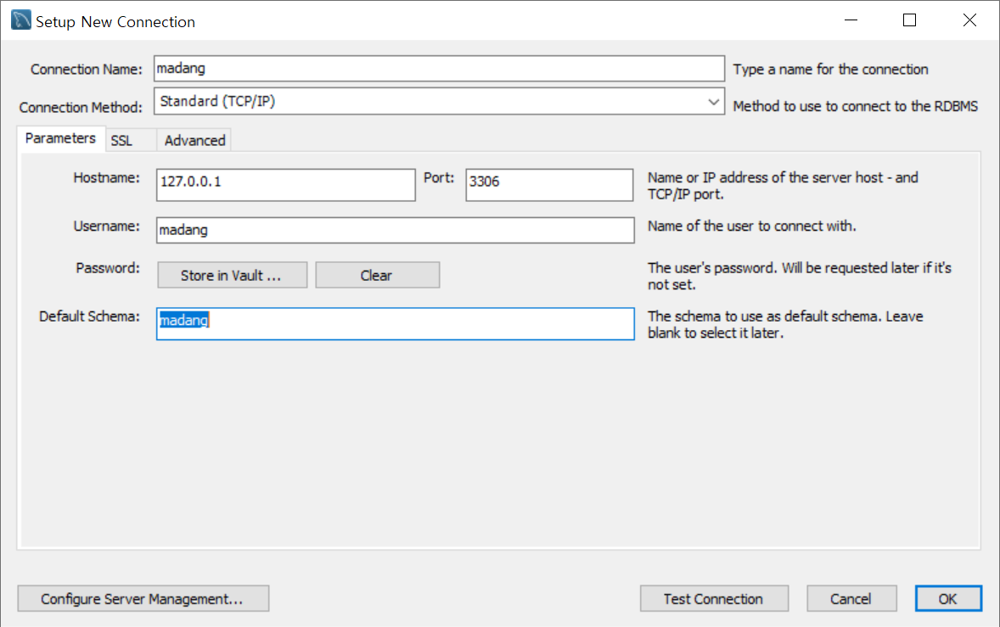 Setup New Connection
Connection Name: madang Type a name for the connection
Connection Method: Standard (TCP/IP) Method to use to connect to the RDBMS
Parameters SSL Advanced
Hostname: 127.0.0.1 Port: 3306 Name or IP address of the server host - and
TCP/IP port.
Username: madang Name of the user to connect with.
Password: Store in Vault ... Clear The user's password. Will be requested later if it's
not set.
Default Schema: madang The schema to use as default schema. Leave
blank to select it later.
Configure Server Management... Test Connection Cancel OK